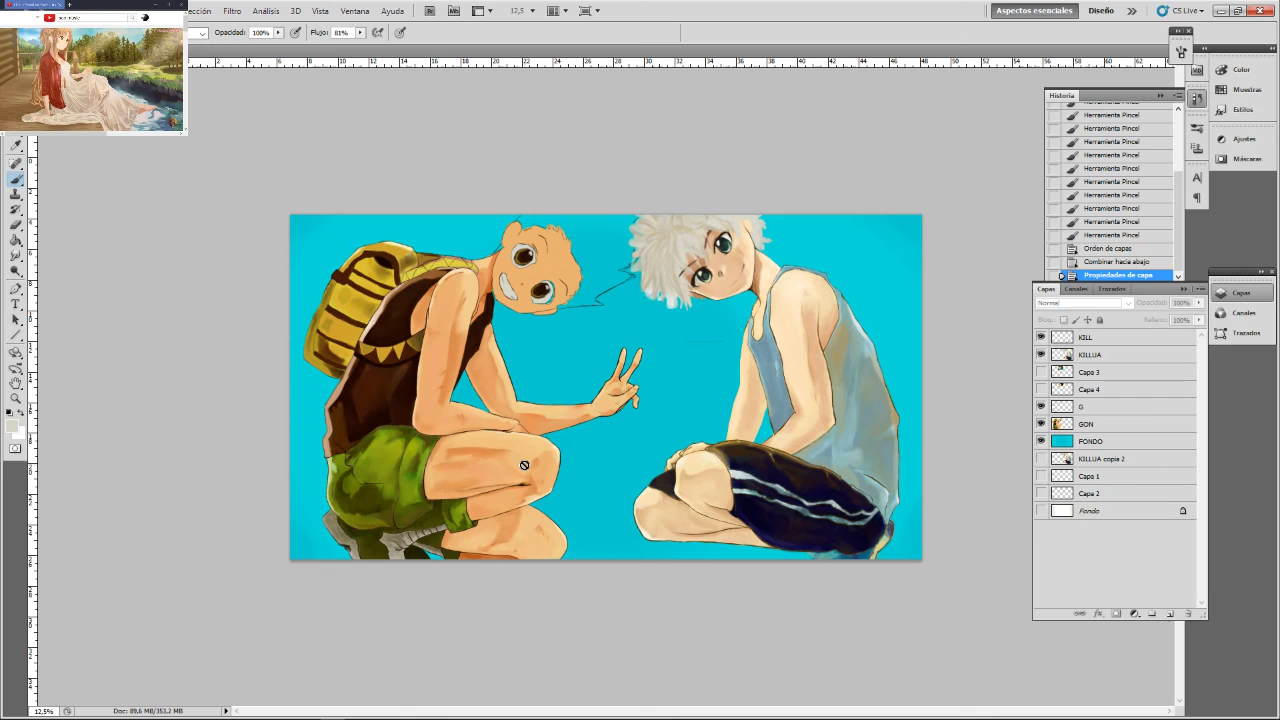 sao music
Filtro Análisis 3D Vista Ventana Ayuda 12,5
Aspectos esenciales Diseño CS Live
Opacidad: 100% Flujo: 81%
Color
Muestras
Estilos
Ajustes
Máscaras
Historia
Herramienta Pincel
Herramienta Pincel
Herramienta Pincel
Herramienta Pincel
Herramienta Pincel
Herramienta Pincel
Herramienta Pincel
Herramienta Pincel
Herramienta Pincel
Herramienta Pincel
Orden de capas
Combinar hacia abajo
Propiedades de capa
Capas Canales Trazados
Normal Opacidad: 100%
Bloq.: Relleno: 100%
KILL
KILLUA
Capa 3
Capa 4
G
GON
FONDO
KILLUA copia 2
Capa 1
Capa 2
Fondo
Capas
Canales
Trazados
12,5% Doc: 89,6 MB/353,2 MB